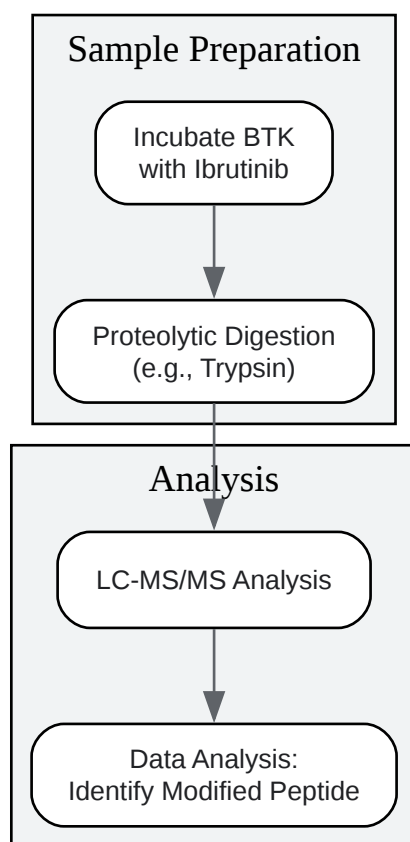 Sample Preparation
Incubate BTK
with Ibrutinib
Proteolytic Digestion
(e.g., Trypsin)
Analysis
LC-MS/MS Analysis
Data Analysis:
Identify Modified Peptide